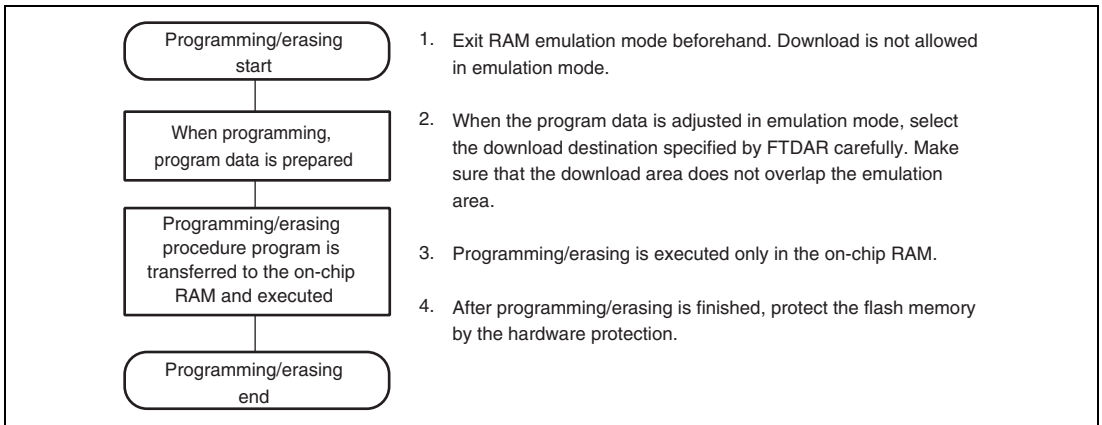 Programming/erasing
start
When programming,
program data is prepared
Programming/erasing
procedure program is
transferred to the on-chip
RAM and executed
Programming/erasing
end
1. Exit RAM emulation mode beforehand. Download is not allowed
in emulation mode.
2. When the program data is adjusted in emulation mode, select
the download destination specified by FTDAR carefully. Make
sure that the download area does not overlap the emulation
area.
3. Programming/erasing is executed only in the on-chip RAM.
4. After programming/erasing is finished, protect the flash memory
by the hardware protection.